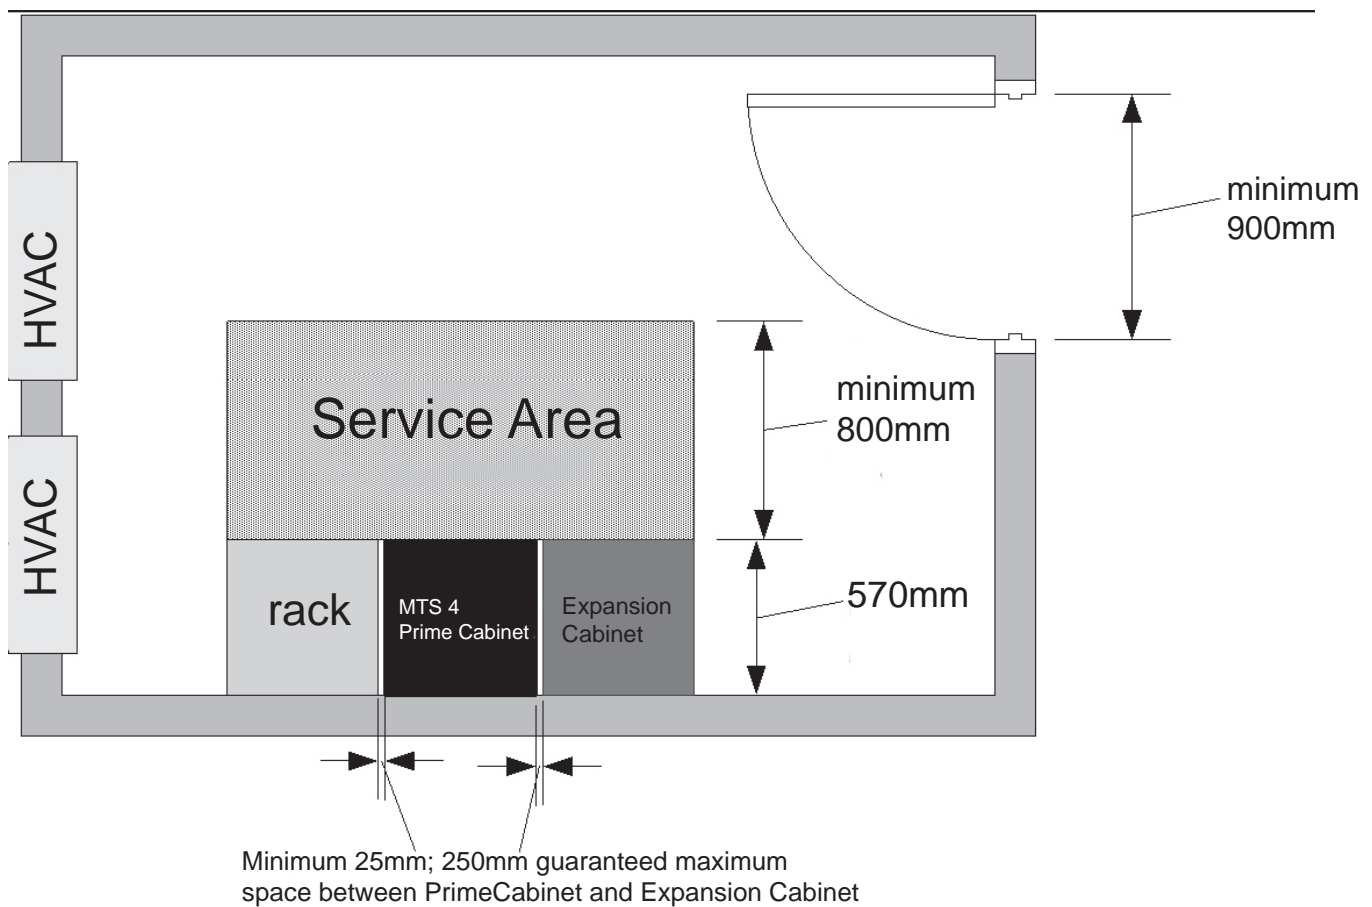 minimum
900mm
HVAC
minimum
800mm
Service Area
HVAC
570mm
rack
MTS 4
Prime Cabinet
Expansion
Cabinet
Minimum 25mm; 250mm guaranteed maximum
space between PrimeCabinet and Expansion Cabinet